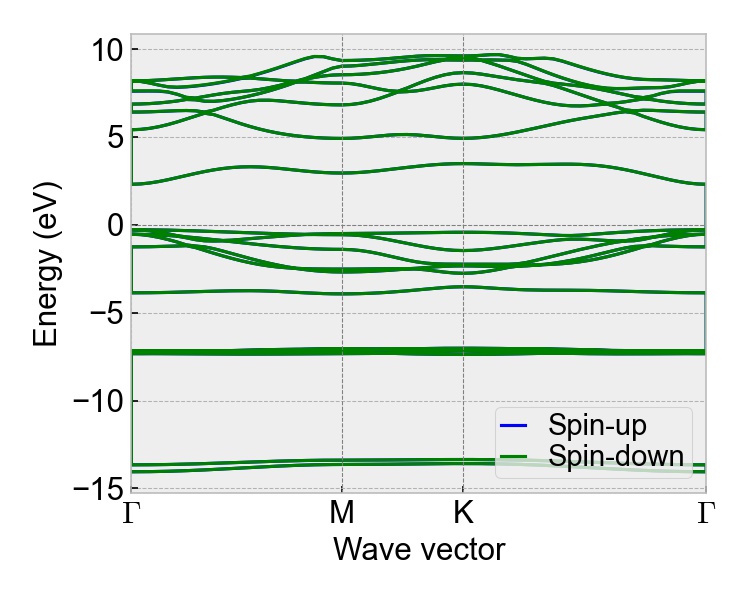 10
5
0
−5
−10
−15
Energy (eV)
Spin-up
Spin-down
Γ M K Γ
Wave vector